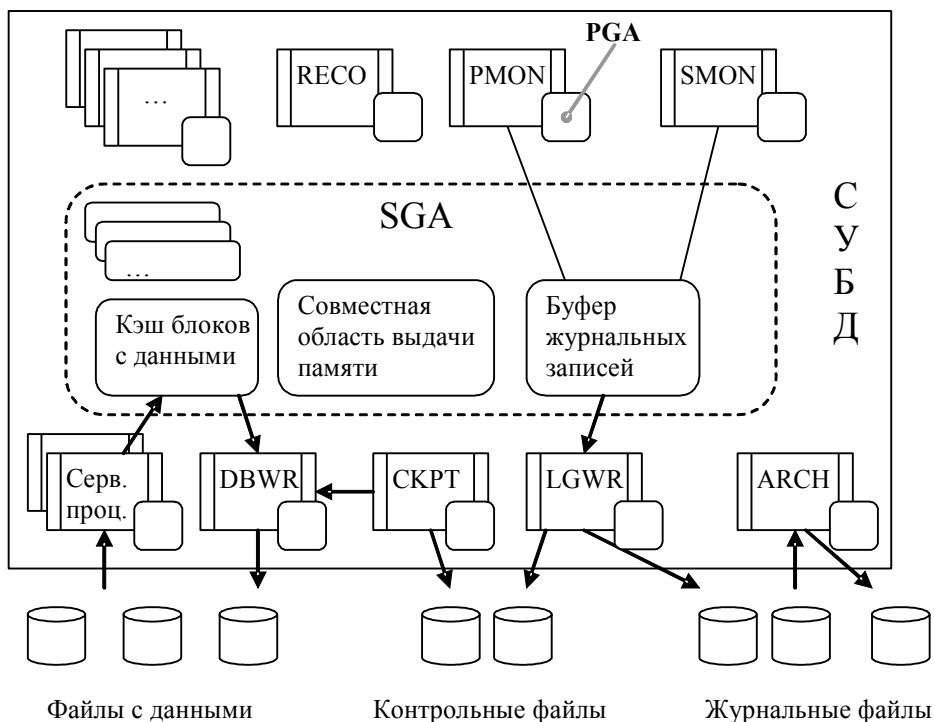 PGA
RECO
PMON
SMON
…
SGA
СУБД
…
Кэш блоков
с данными
Совместная
область выдачи
памяти
Буфер
журнальных
записей
Серв.
проц.
DBWR
CKPT
LGWR
ARCH
Файлы с данными
Контрольные файлы
Журнальные файлы